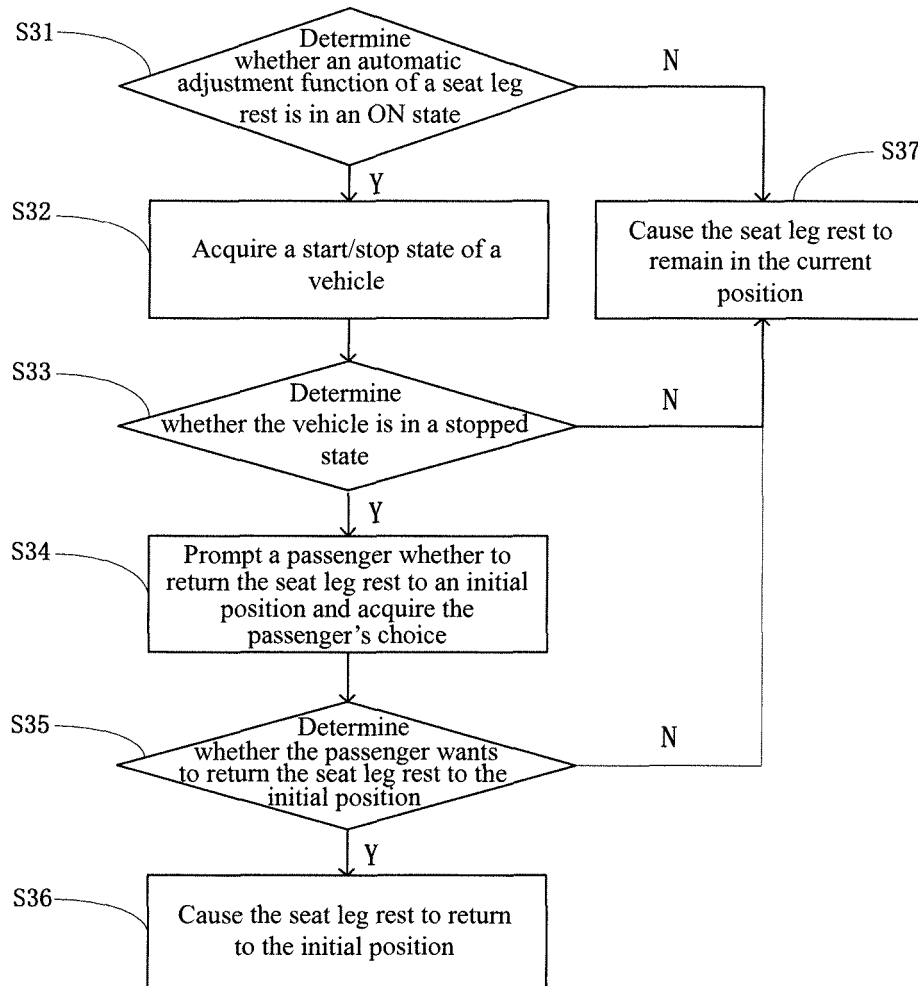 S31
Determine
whether an automatic
adjustment function of a seat leg
rest is in an ON state
N
Y
S37
Cause the seat leg rest to
remain in the current
position
S32
Acquire a start/stop state of a
vehicle
S33
Determine
whether the vehicle is in a stopped
state
N
Y
S34
Prompt a passenger whether to
return the seat leg rest to an initial
position and acquire the
passenger's choice
S35
Determine
whether the passenger wants
to return the seat leg rest to the
initial position
N
Y
S36
Cause the seat leg rest to return
to the initial position